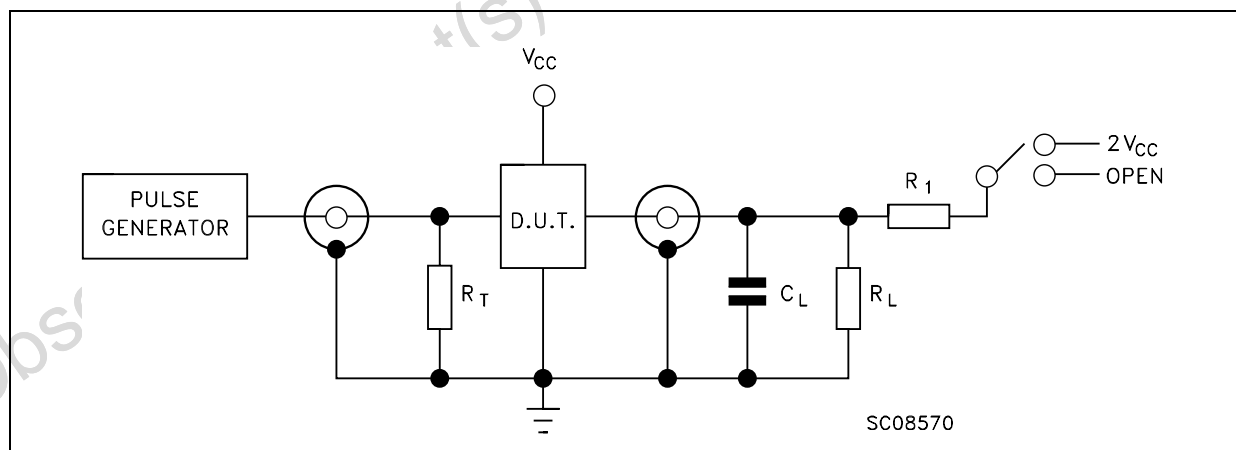 t(s)
VCC
2VCC
OPEN
R1
PULSE
GENERATOR
D.U.T.
RT
CL
RL
SC08570